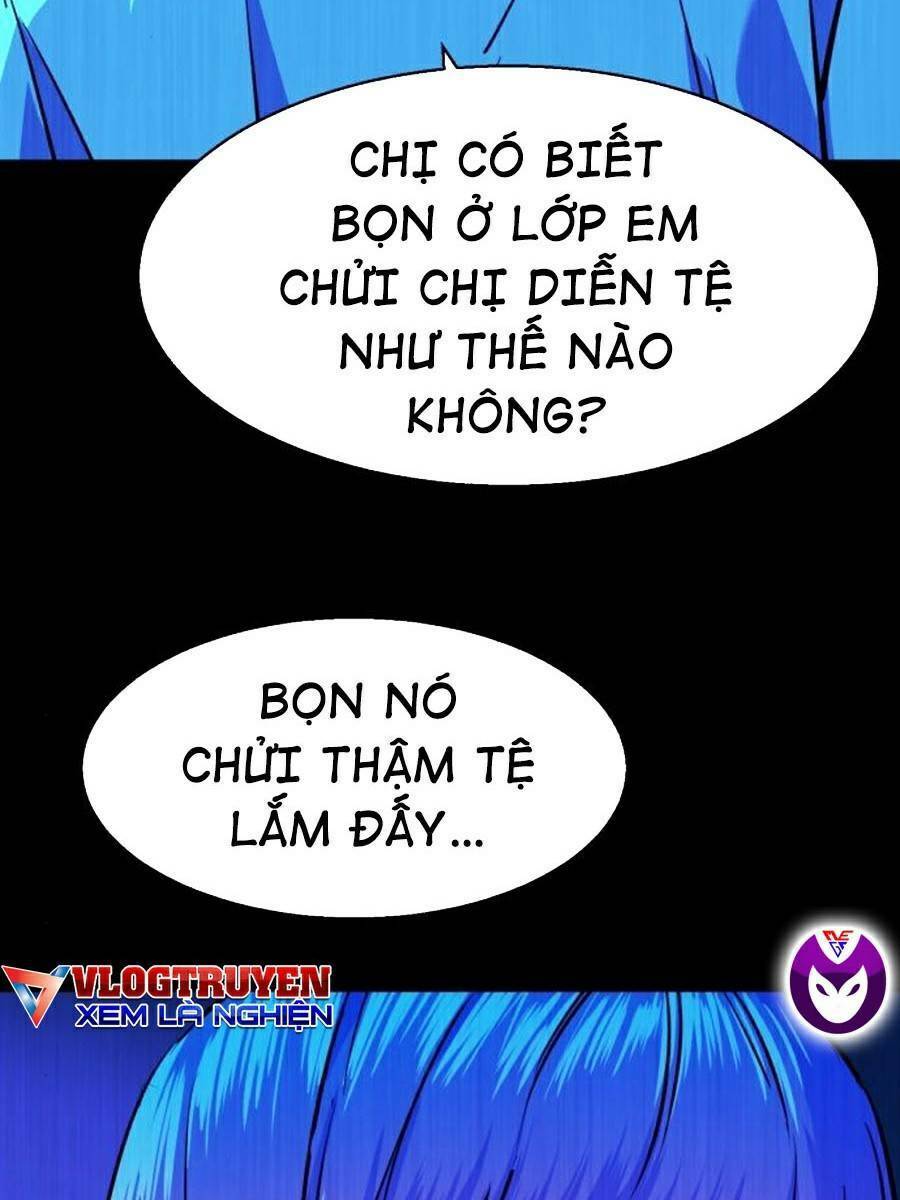 CHỊ CÓ BIẾT
BỌN Ở LỚP EM
CHỬI CHỊ DIỄN TỆ
NHƯ THẾ NÀO
KHÔNG?
BỌN NÓ
CHỬI THẬM TỆ
LẮM ĐẤY...
VLOGTRUYEN
XEM LÀ NGHIỆN